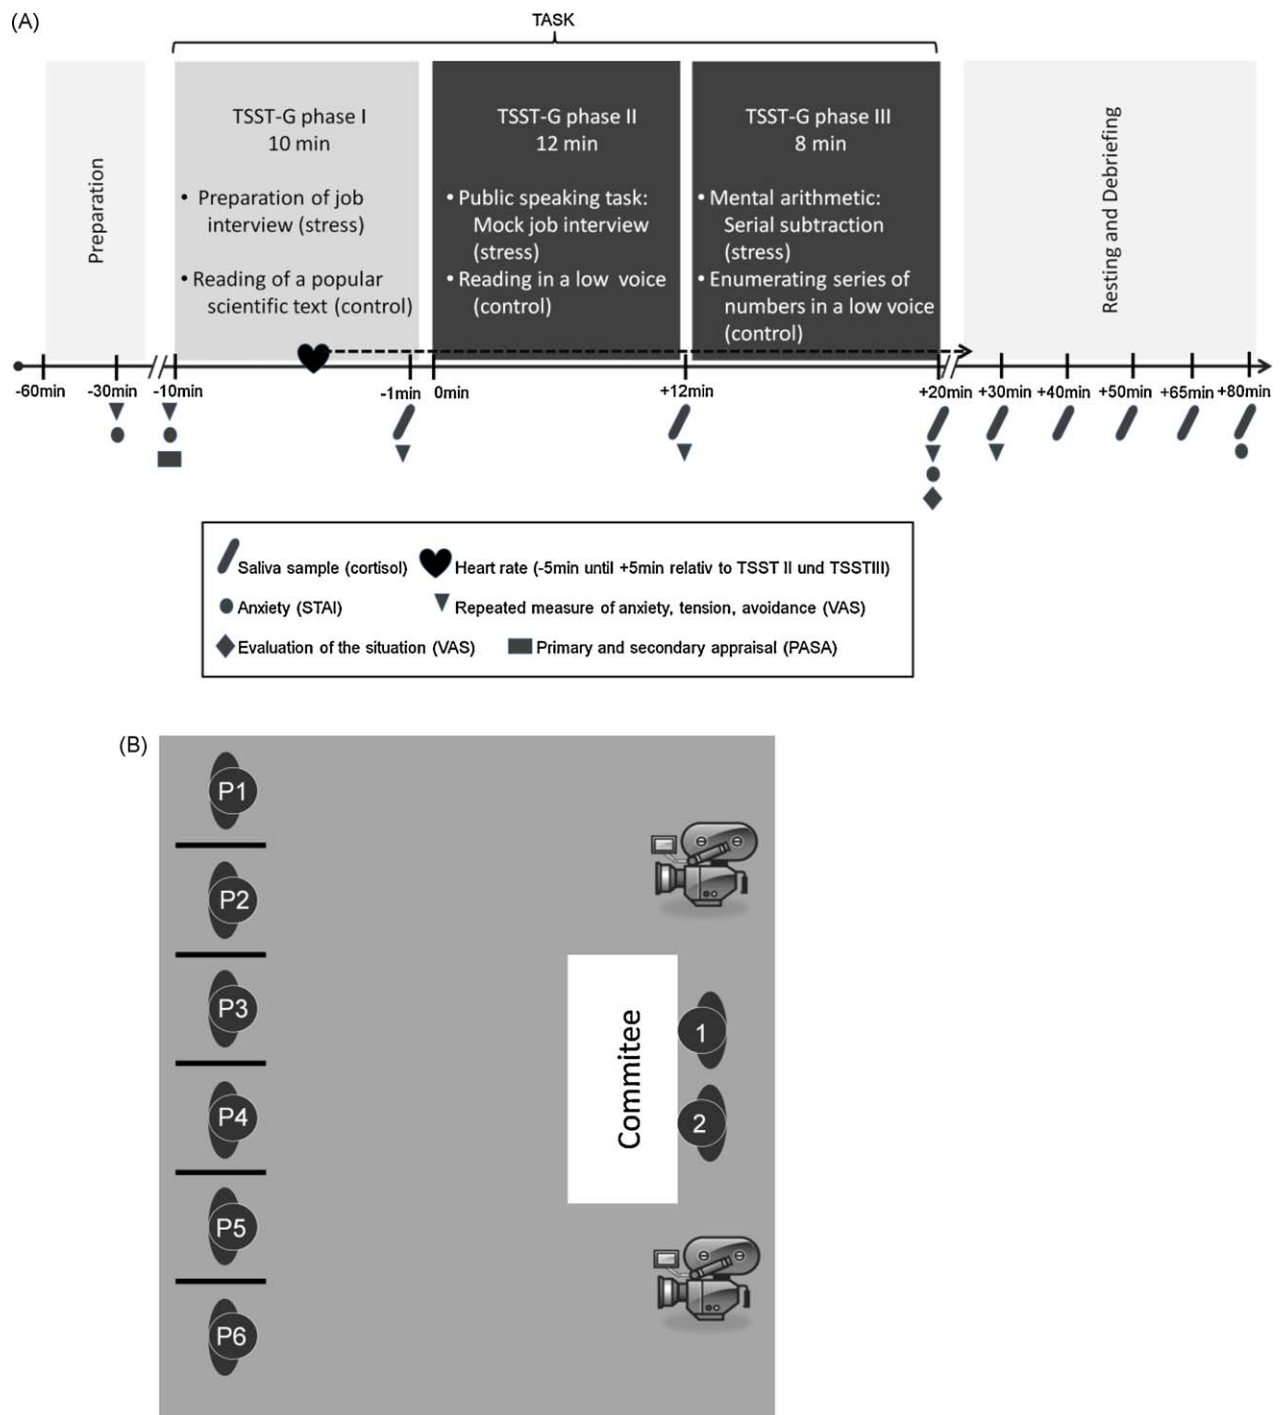 (A)
TASK
Preparation
TSST-G phase I
10 min
• Preparation of job
interview (stress)
• Reading of a popular
scientific text (control)
TSST-G phase II
12 min
• Public speaking task:
Mock job interview
(stress)
• Reading in a low voice
(control)
TSST-G phase III
8 min
• Mental arithmetic:
Serial subtraction
(stress)
• Enumerating series of
numbers in a low voice
(control)
Resting and Debriefing
-60min -30min -10min -1min 0min +12min +20min +30min +40min +50min +65min +80min
Saliva sample (cortisol) Heart rate (-5min until +5min relativ to TSST II und TSSTIII)
Anxiety (STAI) Repeated measure of anxiety, tension, avoidance (VAS)
Evaluation of the situation (VAS) Primary and secondary appraisal (PASA)
(B)
P1
P2
P3
P4
P5
P6
Commitee
1
2